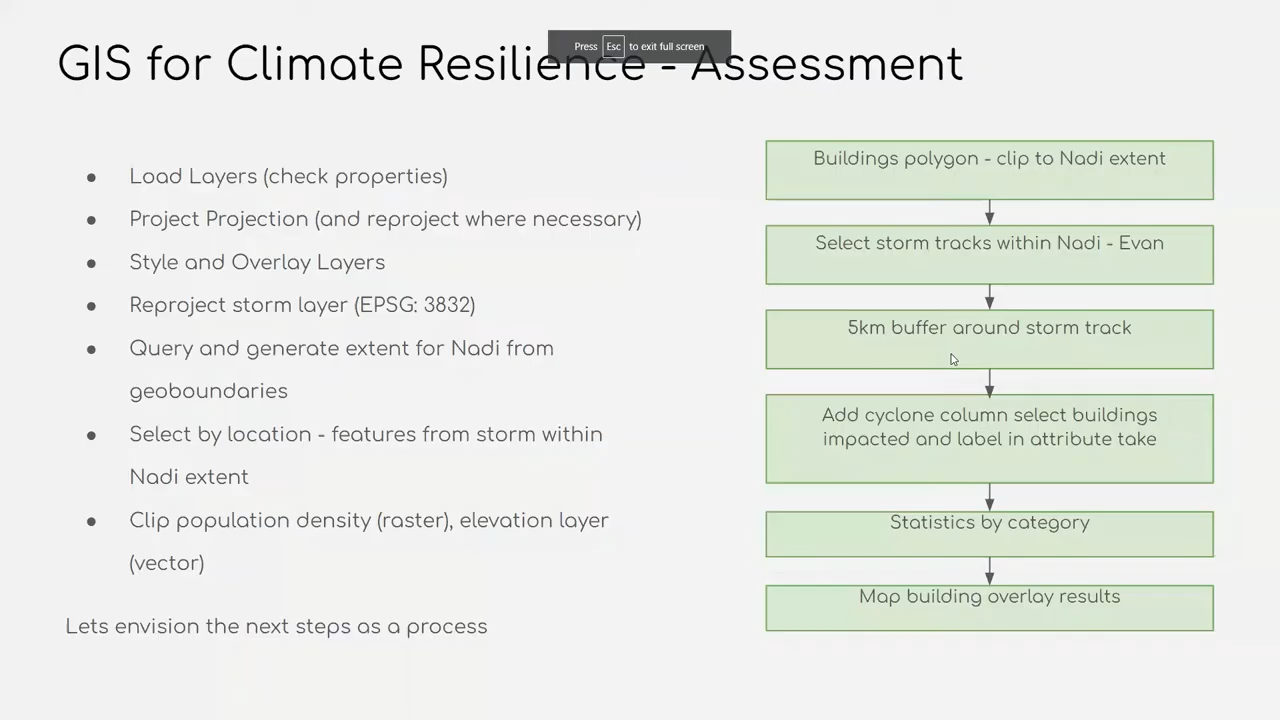 Press Esc to exit full screen
GIS for Climate Resilience - Assessment
● Load Layers (check properties)
● Project Projection (and reproject where necessary)
● Style and Overlay Layers
● Reproject storm layer (EPSG: 3832)
● Query and generate extent for Nadi from
geoboundaries
● Select by location - features from storm within
Nadi extent
● Clip population density (raster), elevation layer
(vector)
Lets envision the next steps as a process
Buildings polygon - clip to Nadi extent
Select storm tracks within Nadi - Evan
5km buffer around storm track
Add cyclone column select buildings
impacted and label in attribute take
Statistics by category
Map building overlay results